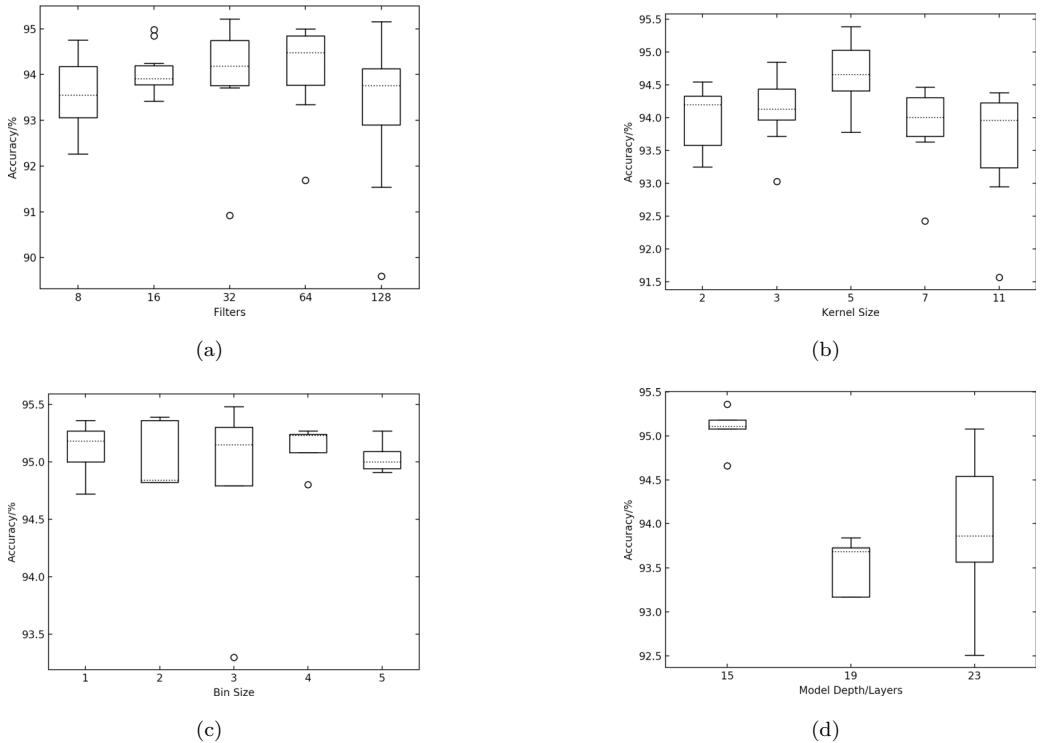 95
94
93
92
91
90
Accuracy/%
8 16 32 64 128
Filters
(a)
95.5
95.0
94.5
94.0
93.5
93.0
92.5
92.0
91.5
Accuracy/%
2 3 5 7 11
Kernel Size
(b)
95.5
95.0
94.5
94.0
93.5
Accuracy/%
1 2 3 4 5
Bin Size
(c)
95.5
95.0
94.5
94.0
93.5
93.0
92.5
Accuracy/%
15 19 23
Model Depth/Layers
(d)